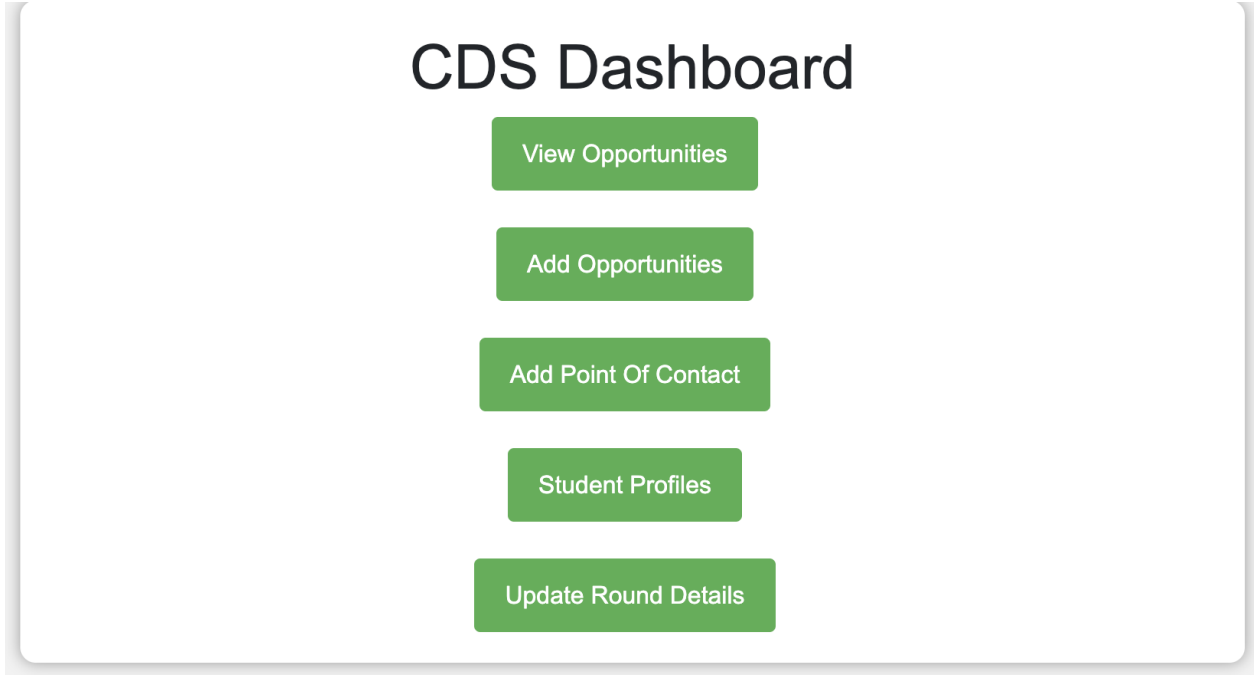 CDS Dashboard
View Opportunities
Add Opportunities
Add Point Of Contact
Student Profiles
Update Round Details